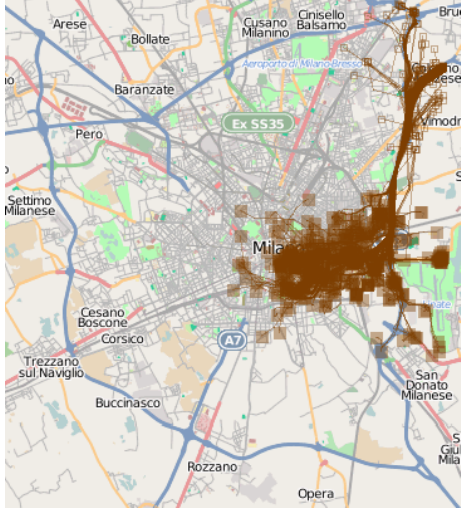 Arese
Cusano
Milanino
Cinisello
Balsamo
Bollate
Aeroporto di Milano-Bresso
Baranzate
Ex SS35
Pero
Vimodr
Settimo
Milanese
Mila
Cesano
Boscone
Corsico
A7
Trezzano
sul Naviglio
San
Donato
Milanese
Buccinasco
Rozzano
Opera